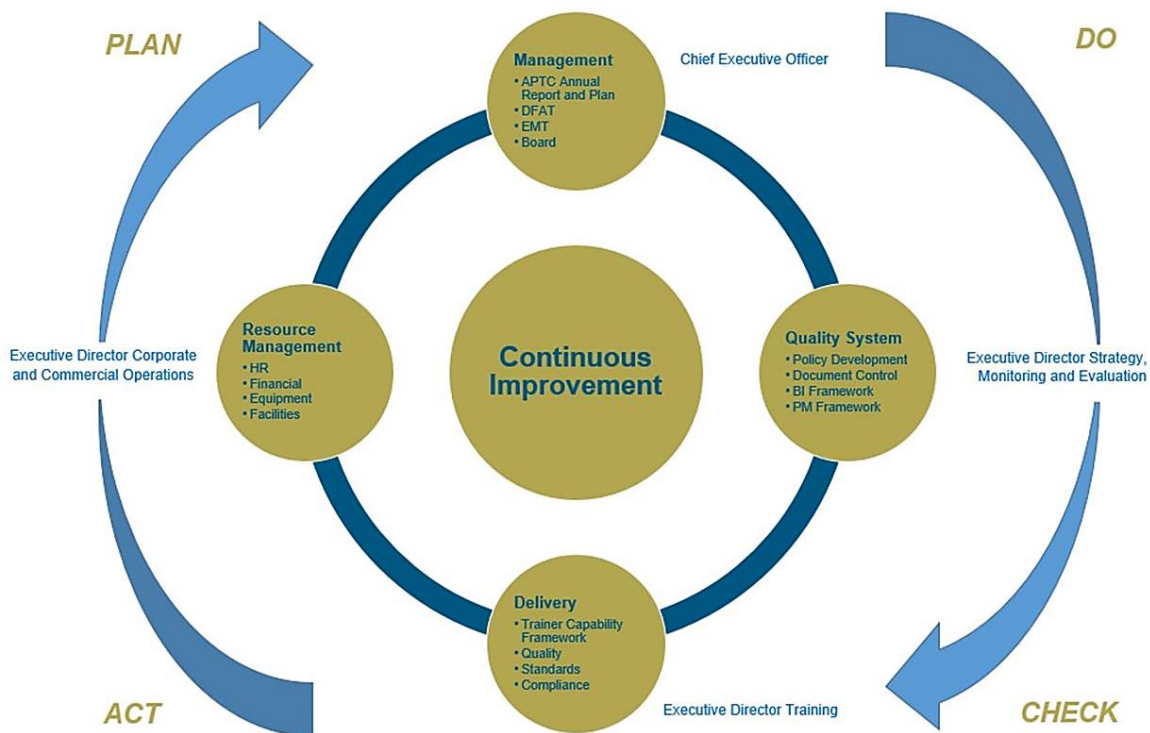 PLAN
DO
Management
• APTC Annual
Report and Plan
• DFAT
• EMT
• Board
Chief Executive Officer
Resource
Management
• HR
• Financial
• Equipment
• Facilities
Executive Director Corporate
and Commercial Operations
Continuous
Improvement
Quality System
• Policy Development
• Document Control
• BI Framework
• PM Framework
Executive Director Strategy,
Monitoring and Evaluation
Delivery
• Trainer Capability
Framework
• Quality
• Standards
• Compliance
Executive Director Training
ACT
CHECK